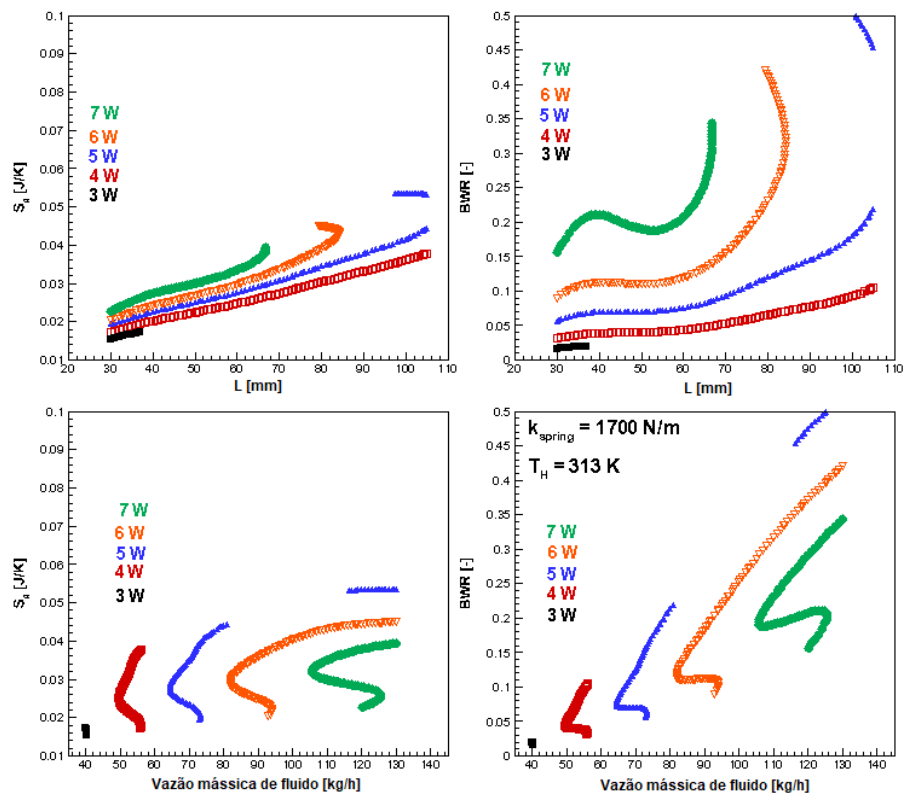 0.1
0.09
0.08
0.07
0.06
0.05
0.04
0.03
0.02
0.01
S_g [J/K]
7 W
6 W
5 W
4 W
3 W
20 30 40 50 60 70 80 90 100 110
L [mm]
0.5
0.45
0.4
0.35
0.3
0.25
0.2
0.15
0.1
0.05
0
BWR [-]
7 W
6 W
5 W
4 W
3 W
20 30 40 50 60 70 80 90 100 110
L [mm]
0.1
0.09
0.08
0.07
0.06
0.05
0.04
0.03
0.02
0.01
S_g [J/K]
7 W
6 W
5 W
4 W
3 W
40 50 60 70 80 90 100 110 120 130 140
Vazão mássica de fluido [kg/h]
k_spring = 1700 N/m
T_H = 313 K
0.5
0.45
0.4
0.35
0.3
0.25
0.2
0.15
0.1
0.05
0
BWR [-]
7 W
6 W
5 W
4 W
3 W
40 50 60 70 80 90 100 110 120 130 140
Vazão mássica de fluido [kg/h]